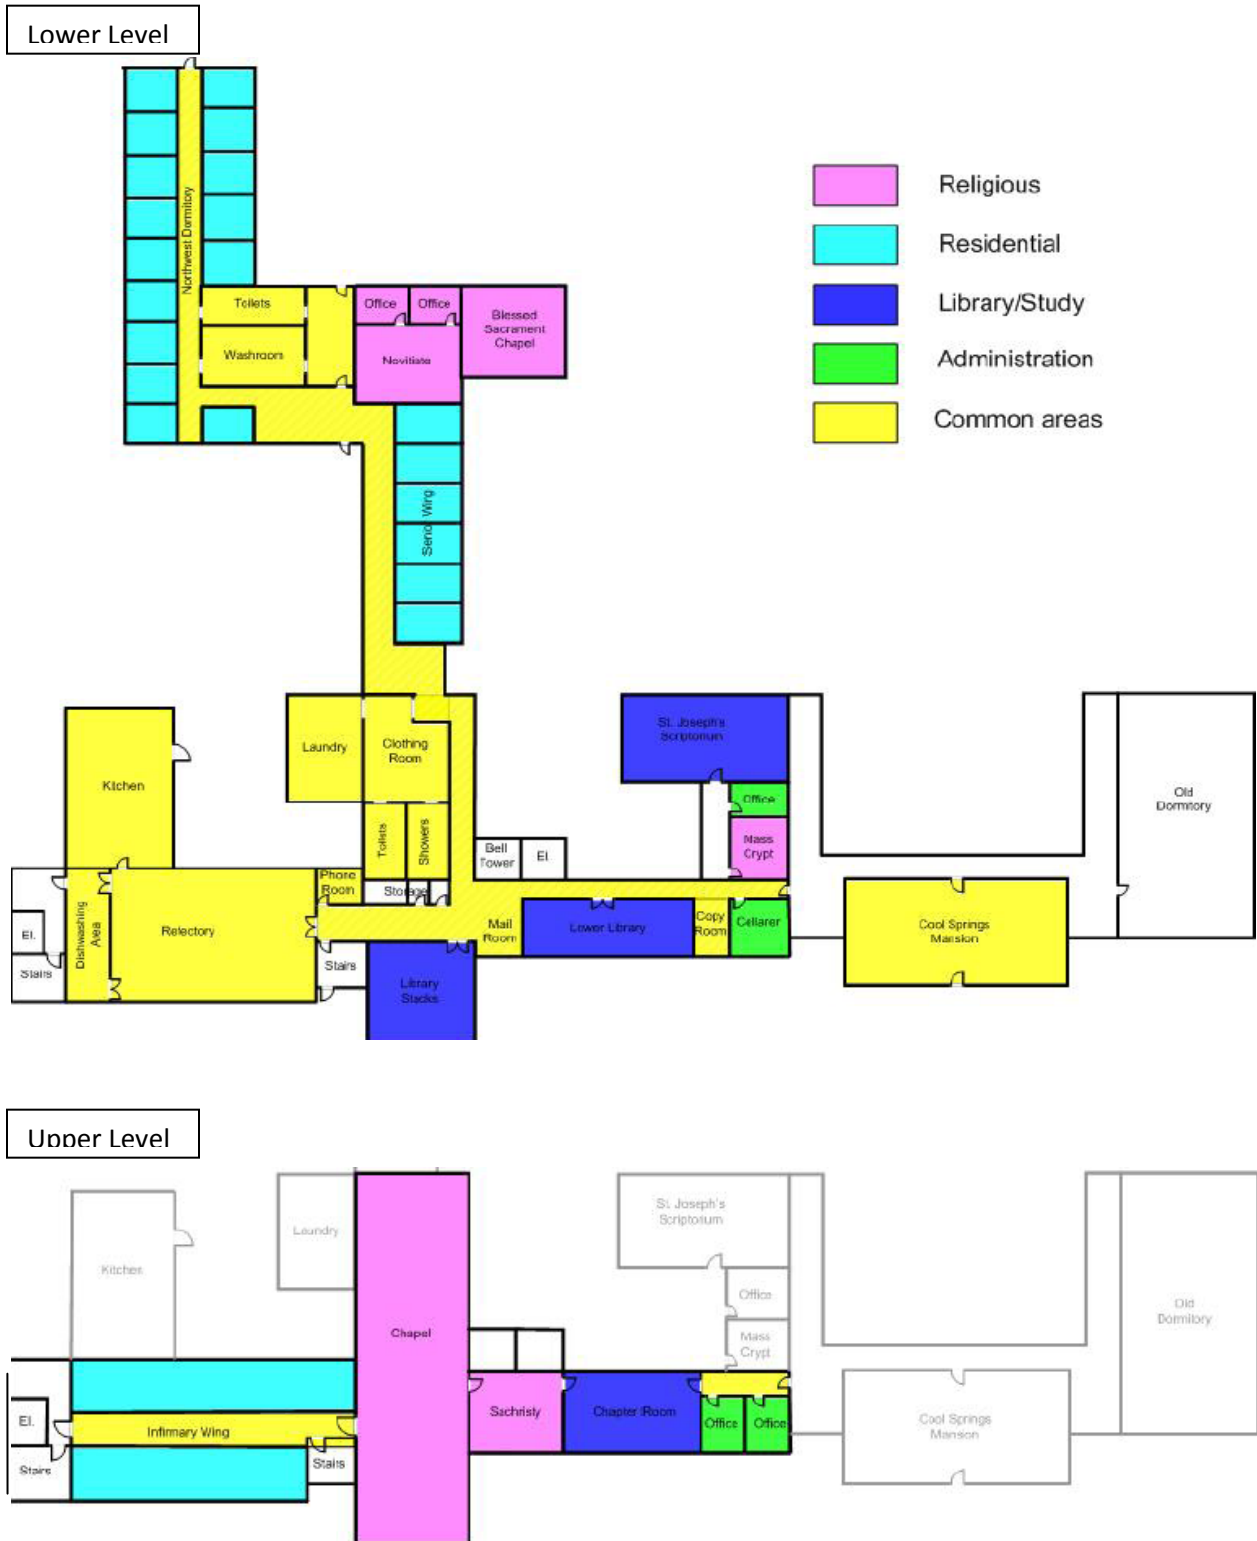 Lower Level
Religious
Residential
Library/Study
Administration
Common areas
Northwest Dormitory
Toilets
Washroom
Office
Office
Novitiate
Blessed
Sacrament
Chapel
Senior Wing
Laundry
Clothing
Room
Kitchen
Toilets
Showers
Bell
Tower
El.
St. Joseph's
Scriptorium
Office
Mass
Crypt
Old
Dormitory
Phone
Room
Storage
El.
Stairs
Dishwashing
Area
Refectory
Stairs
Library
Stacks
Mail
Room
Lower Library
Copy
Room
Cellarer
Cool Springs
Mansion
Upper Level
Kitchen
Laundry
Chapel
St. Joseph's
Scriptorium
Office
Mass
Crypt
Old
Dormitory
El.
Stairs
Infirmary Wing
Stairs
Sachristy
Chapter Room
Office
Office
Cool Springs
Mansion